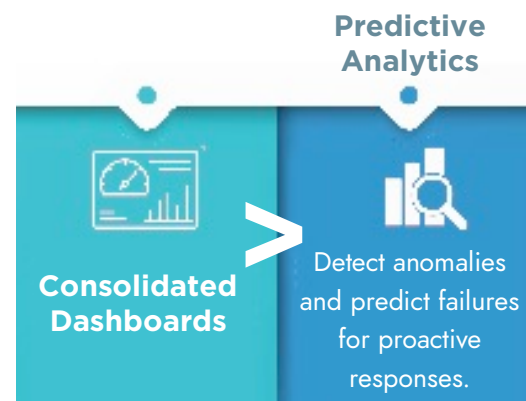 Predictive
Analytics
Consolidated
Dashboards
>
Detect anomalies
and predict failures
for proactive
responses.